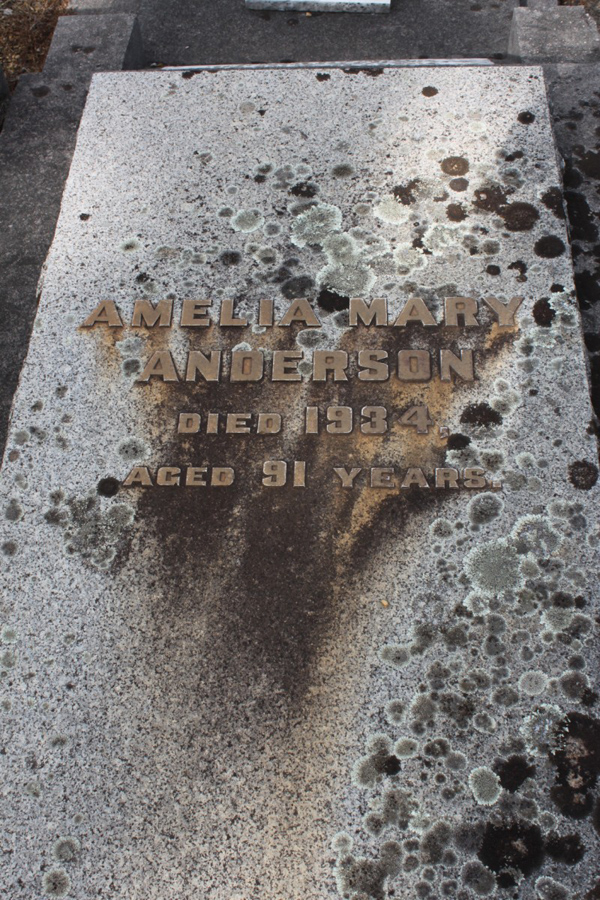 AMELIA MARY
ANDERSON
DIED 1934.
AGED 91 YEARS.